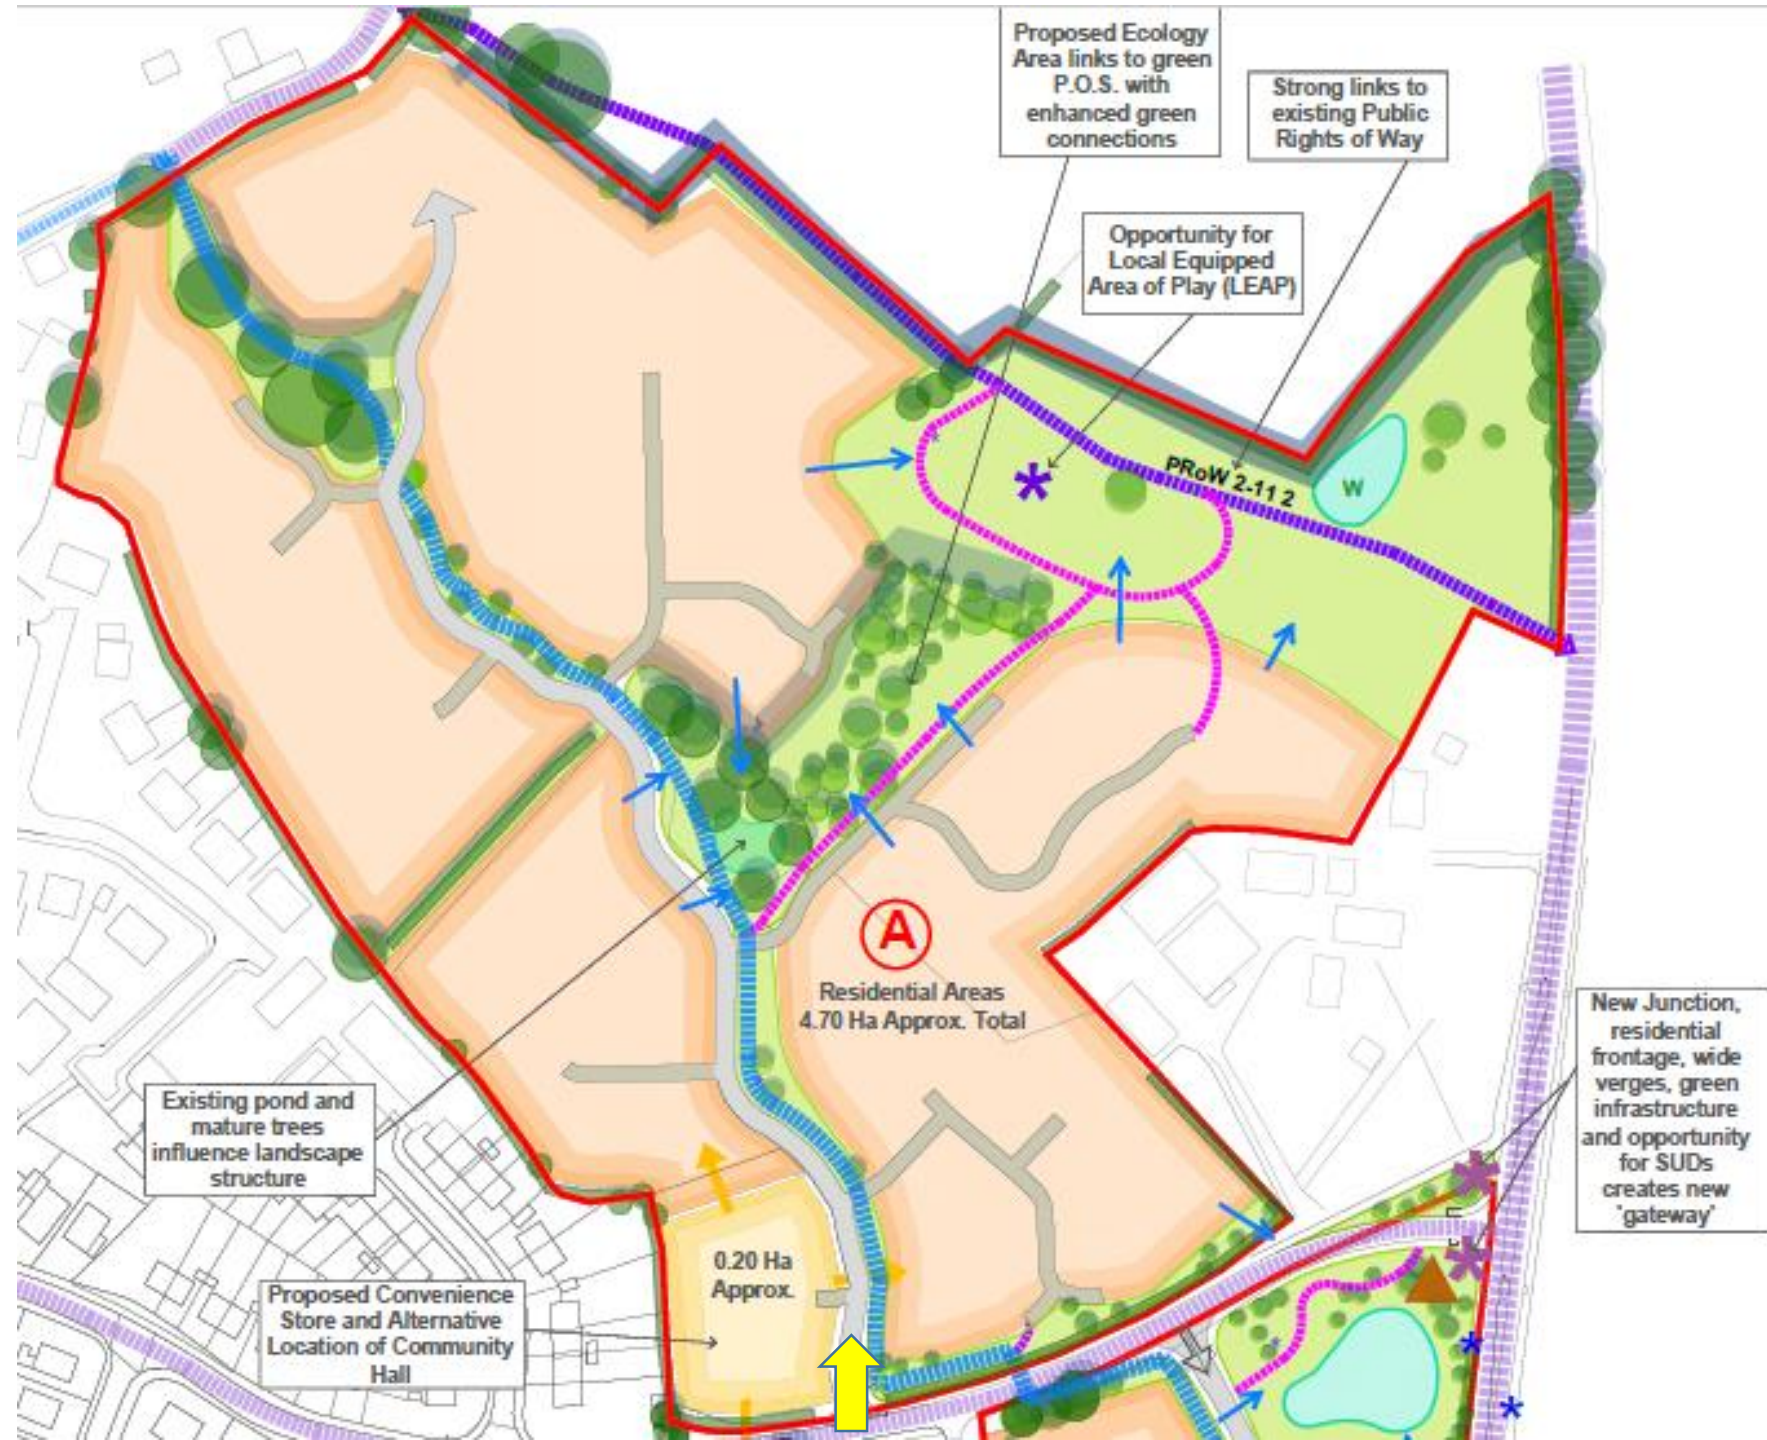 Proposed Ecology
Area links to green
P.O.S. with
enhanced green
connections
Strong links to
existing Public
Rights of Way
Opportunity for
Local Equipped
Area of Play (LEAP)
PRoW 2-11 2
W
A
Residential Areas
4.70 Ha Approx. Total
New Junction,
residential
frontage, wide
verges, green
infrastructure
and opportunity
for SUDs
creates new
'gateway'
Existing pond and
mature trees
influence landscape
structure
0.20 Ha
Approx.
Proposed Convenience
Store and Alternative
Location of Community
Hall